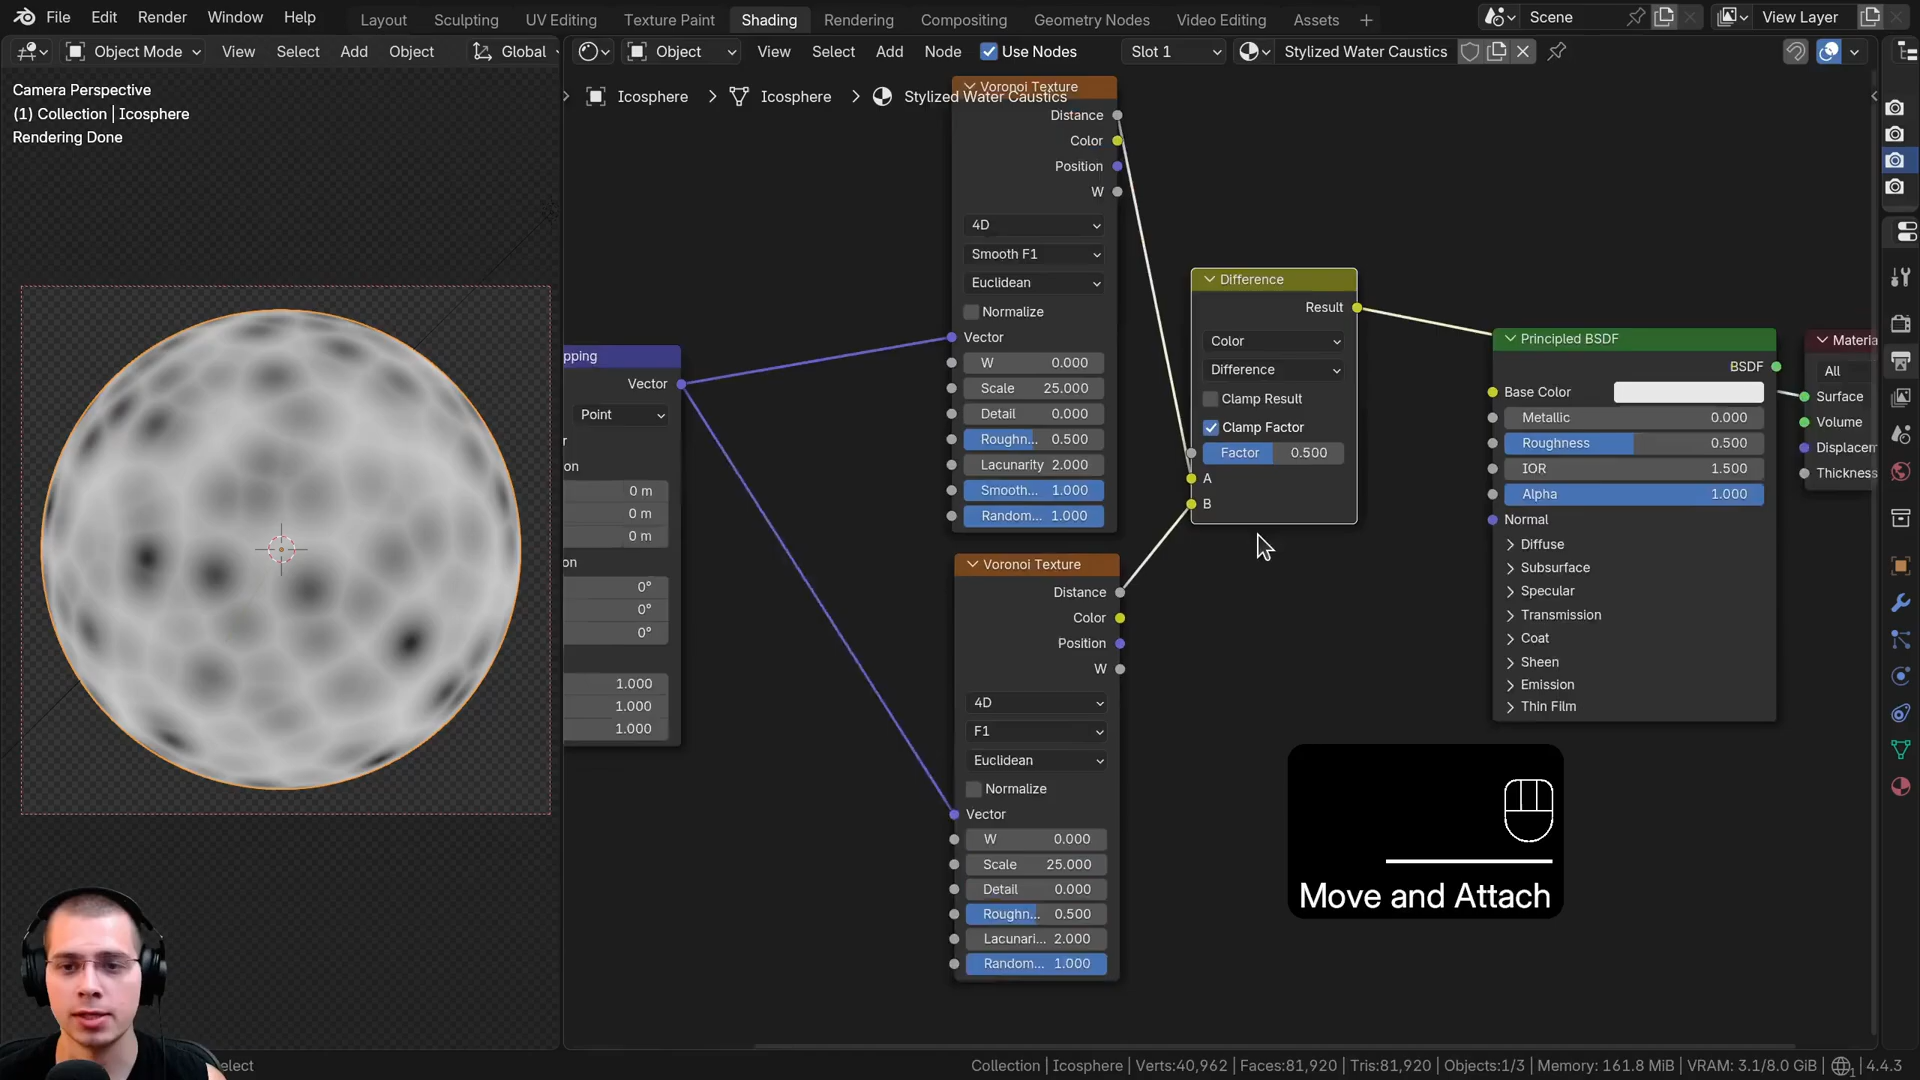 File Edit Render Window Help Layout Sculpting UV Editing Texture Paint Shading Rendering Compositing Geometry Nodes Video Editing Assets + Scene View Layer
Object Mode View Select Add Object Global Object View Select Add Node Use Nodes Slot 1 Stylized Water Caustics
Camera Perspective
(1) Collection | Icosphere
Rendering Done
Icosphere > Icosphere > Stylized Water Caustics
pping
Vector
Point
r
on
0 m
0 m
0 m
on
0°
0°
0°
1.000
1.000
1.000
Voronoi Texture
Distance
Color
Position
W
4D
Smooth F1
Euclidean
Normalize
Vector
W 0.000
Scale 25.000
Detail 0.000
Roughn... 0.500
Lacunarity 2.000
Smooth... 1.000
Random... 1.000
Voronoi Texture
Distance
Color
Position
W
4D
F1
Euclidean
Normalize
Vector
W 0.000
Scale 25.000
Detail 0.000
Roughn... 0.500
Lacunari... 2.000
Random... 1.000
Difference
Result
Color
Difference
Clamp Result
Clamp Factor
Factor 0.500
A
B
Principled BSDF
BSDF
Base Color
Metallic 0.000
Roughness 0.500
IOR 1.500
Alpha 1.000
Normal
Diffuse
Subsurface
Specular
Transmission
Coat
Sheen
Emission
Thin Film
Materia
All
Surface
Volume
Displacem
Thickness
Move and Attach
elect
Collection | Icosphere | Verts:40,962 | Faces:81,920 | Tris:81,920 | Objects:1/3 | Memory: 161.8 MiB | VRAM: 3.1/8.0 GiB | 4.4.3